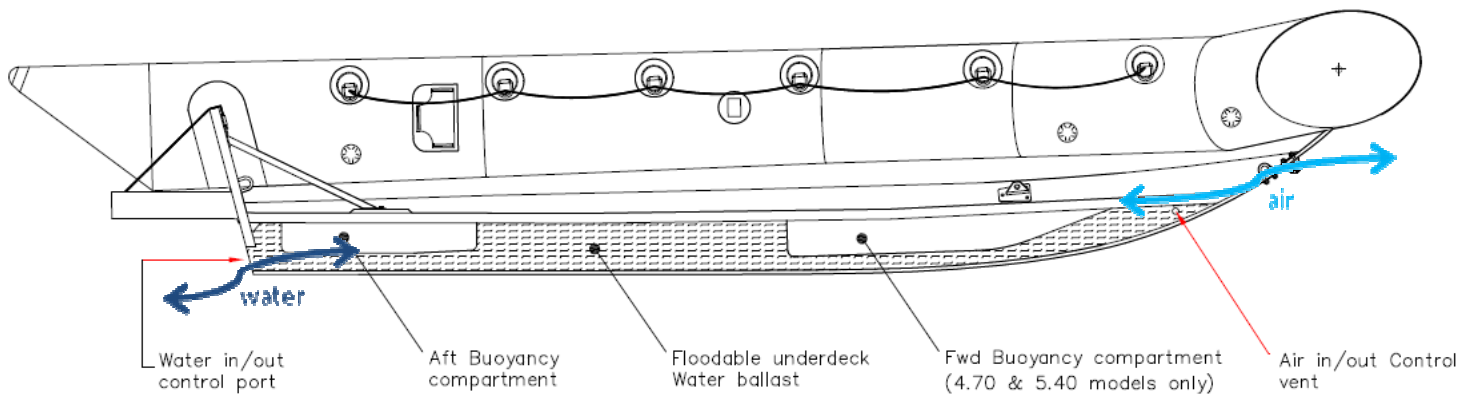 air
water
Water in/out
control port
Aft Buoyancy
compartment
Floodable underdeck
Water ballast
Fwd Buoyancy compartment
(4.70 & 5.40 models only)
Air in/out Control
vent